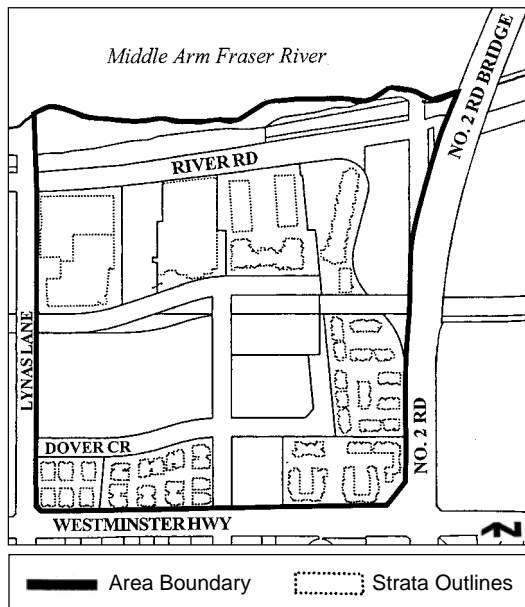 Middle Arm Fraser River
NO. 2 RD BRIDGE
RIVER RD
LYNAS LANE
DOVER CR
NO. 2 RD
WESTMINSTER HWY
N
Area Boundary
Strata Outlines